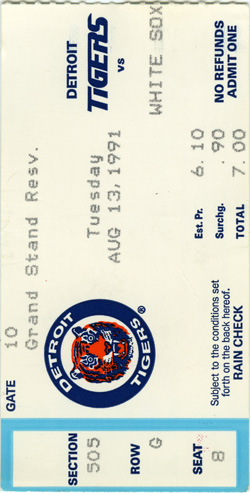 DETROIT
TIGERS
VS
WHITE SOX
NO REFUNDS
ADMIT ONE
Tuesday
AUG 13,1991
Est. Pr. 6.10
Surchg. .90
TOTAL 7.00
GATE 10
Grand Stand Resv.
DETROIT TIGERS ®
Subject to the conditions set
forth on the back hereof.
RAIN CHECK
SECTION 505
ROW G
SEAT 8